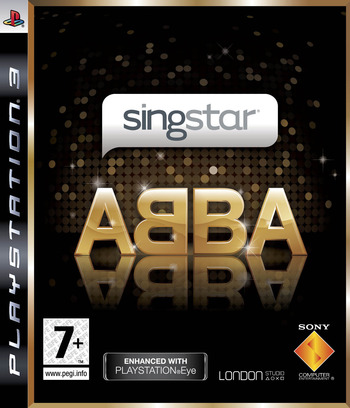 PLAYSTATION 3
singstar
ABBA
7+
www.pegi.info
ENHANCED WITH
PLAYSTATION®Eye
LONDON STUDIO
SONY
COMPUTER
ENTERTAINMENT®